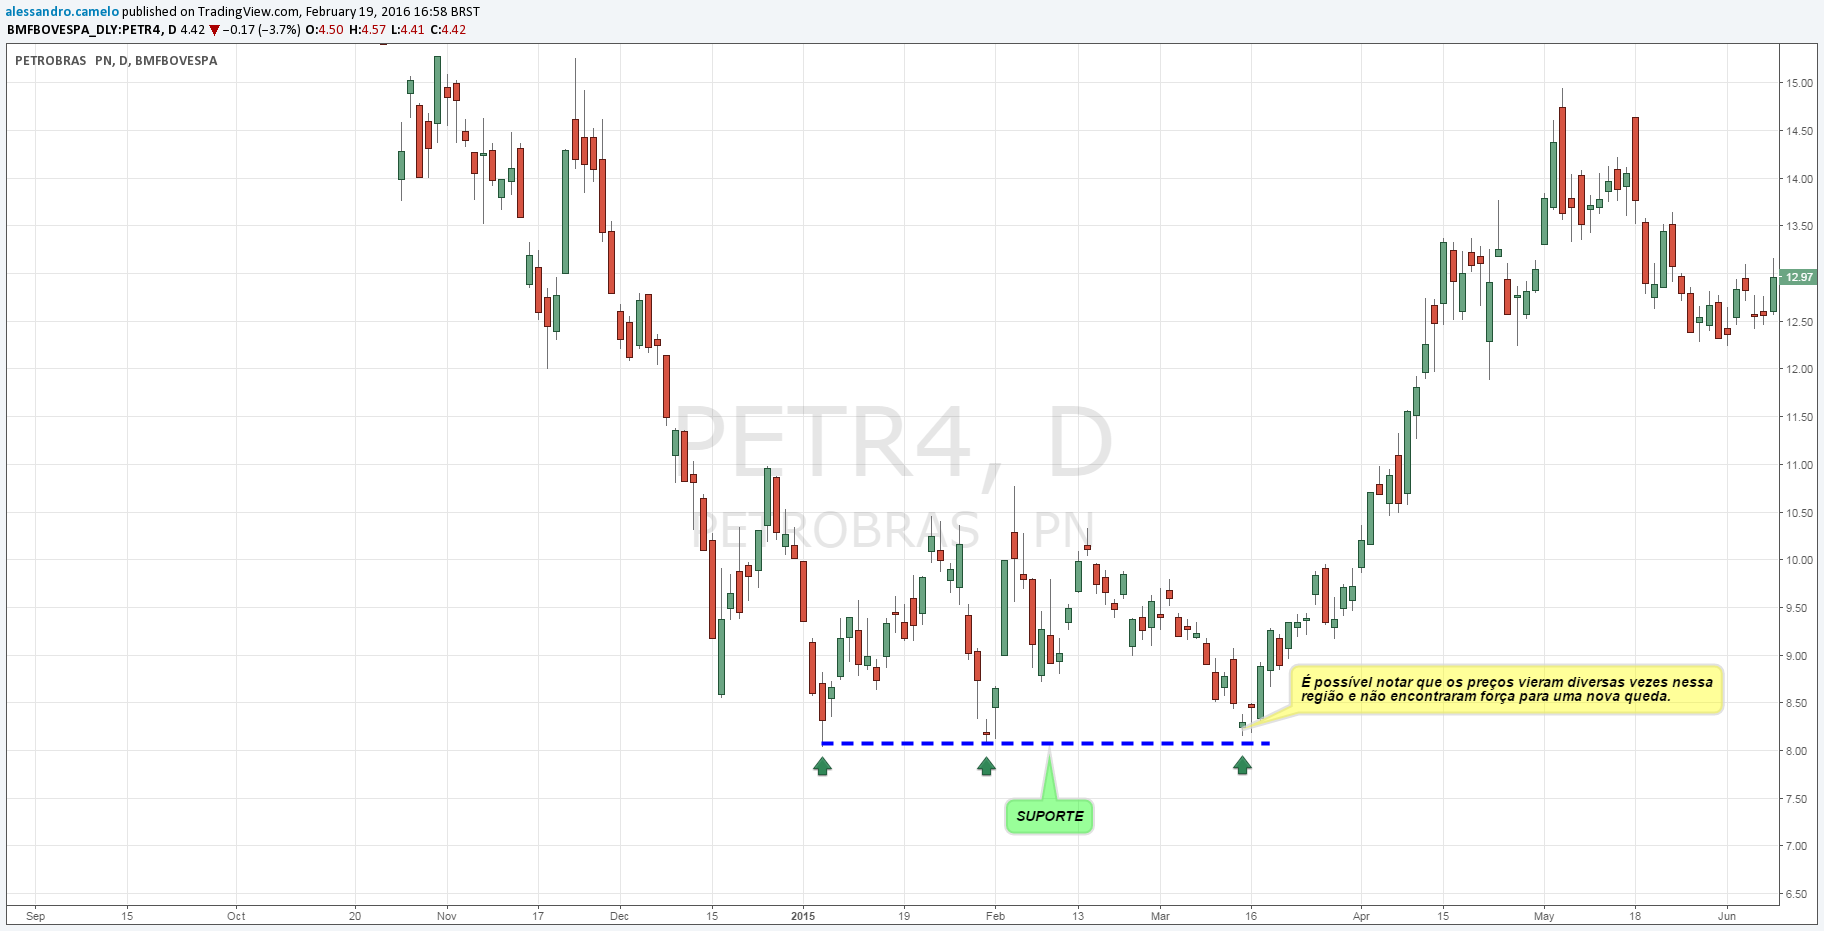 alessandro.camelo published on TradingView.com, February 19, 2016 16:58 BRST
BMFBOVESPA_DLY:PETR4, D 4.42 ▼ −0.17 (−3.7%) O:4.50 H:4.57 L:4.41 C:4.42
PETROBRAS PN, D, BMFBOVESPA
15.00
14.50
14.00
13.50
12.97
12.50
12.00
11.50
11.00
10.50
10.00
9.50
9.00
8.50
8.00
7.50
7.00
6.50
PETR4, D
PETROBRAS PN
É possível notar que os preços vieram diversas vezes nessa
região e não encontraram força para uma nova queda.
SUPORTE
Sep 15 Oct 20 Nov 17 Dec 15 2015 19 Feb 13 Mar 16 Apr 15 May 18 Jun